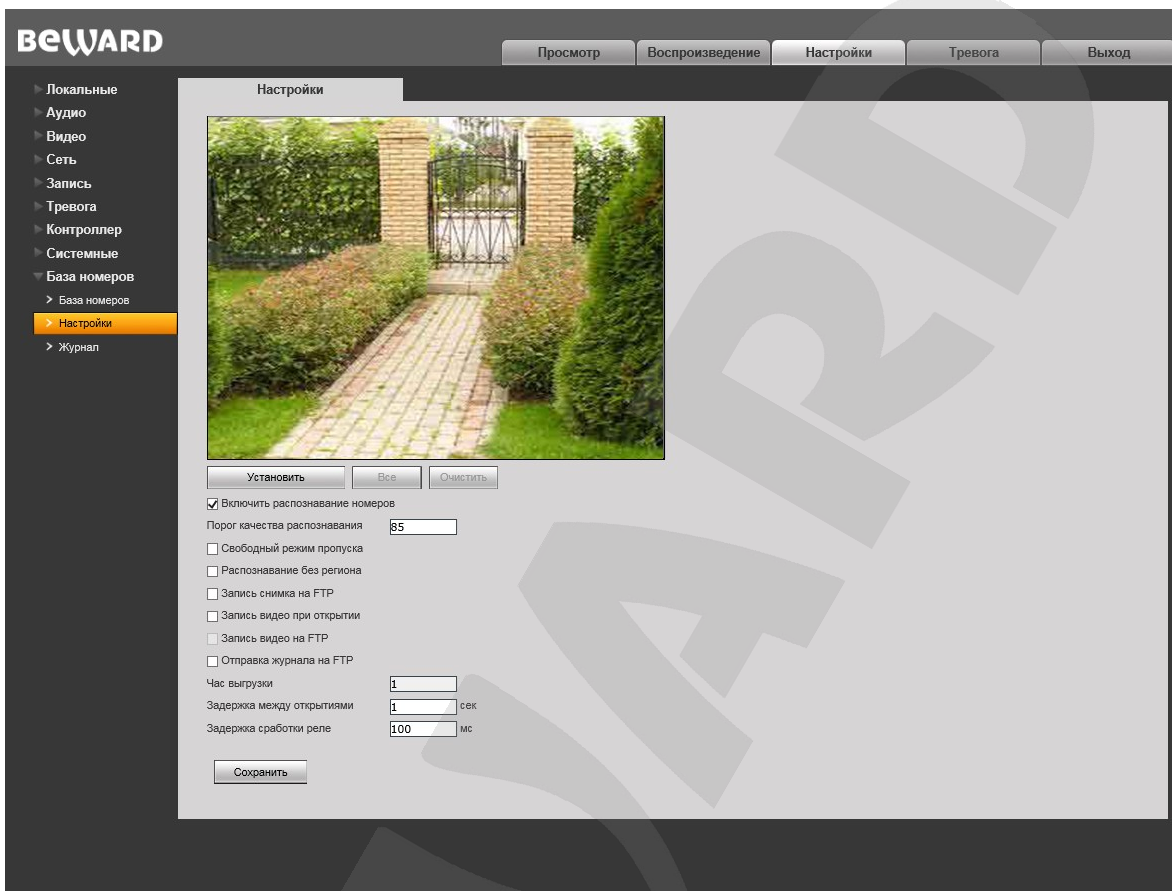 BEWARD
Просмотр
Воспроизведение
Настройки
Тревога
Выход
Локальные
Аудио
Видео
Сеть
Запись
Тревога
Контроллер
Системные
База номеров
База номеров
Настройки
Журнал
Настройки
Установить
Все
Очистить
Включить распознавание номеров
Порог качества распознавания 85
Свободный режим пропуска
Распознавание без региона
Запись снимка на FTP
Запись видео при открытии
Запись видео на FTP
Отправка журнала на FTP
Час выгрузки 1
Задержка между открытиями 1 сек
Задержка сработки реле 100 мс
Сохранить